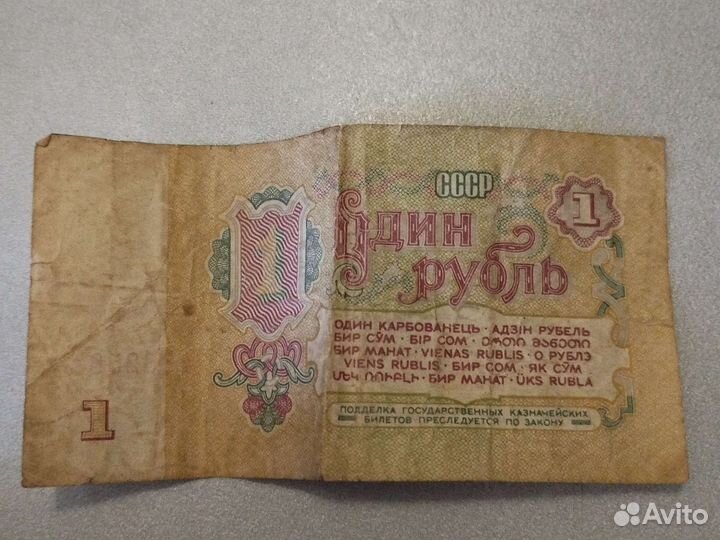 СССР
1
1
Один
рубль
ОДИН КАРБОВАНЕЦЬ · АДЗІН РУБЕЛЬ
БИР СЎМ · БІР СОМ · ᲔᲠᲗᲘ ᲛᲐᲜᲔᲗᲘ
БИР МАНАТ · VIENAS RUBLIS · О РУБЛЭ
VIENS RUBLIS · БИР СОМ · ЯК СЎМ
ՄԵԿ ՌՈՒԲԼԻ · БИР МАНАТ · ÜKS RUBLA
1
ПОДДЕЛКА ГОСУДАРСТВЕННЫХ КАЗНАЧЕЙСКИХ
БИЛЕТОВ ПРЕСЛЕДУЕТСЯ ПО ЗАКОНУ
Avito